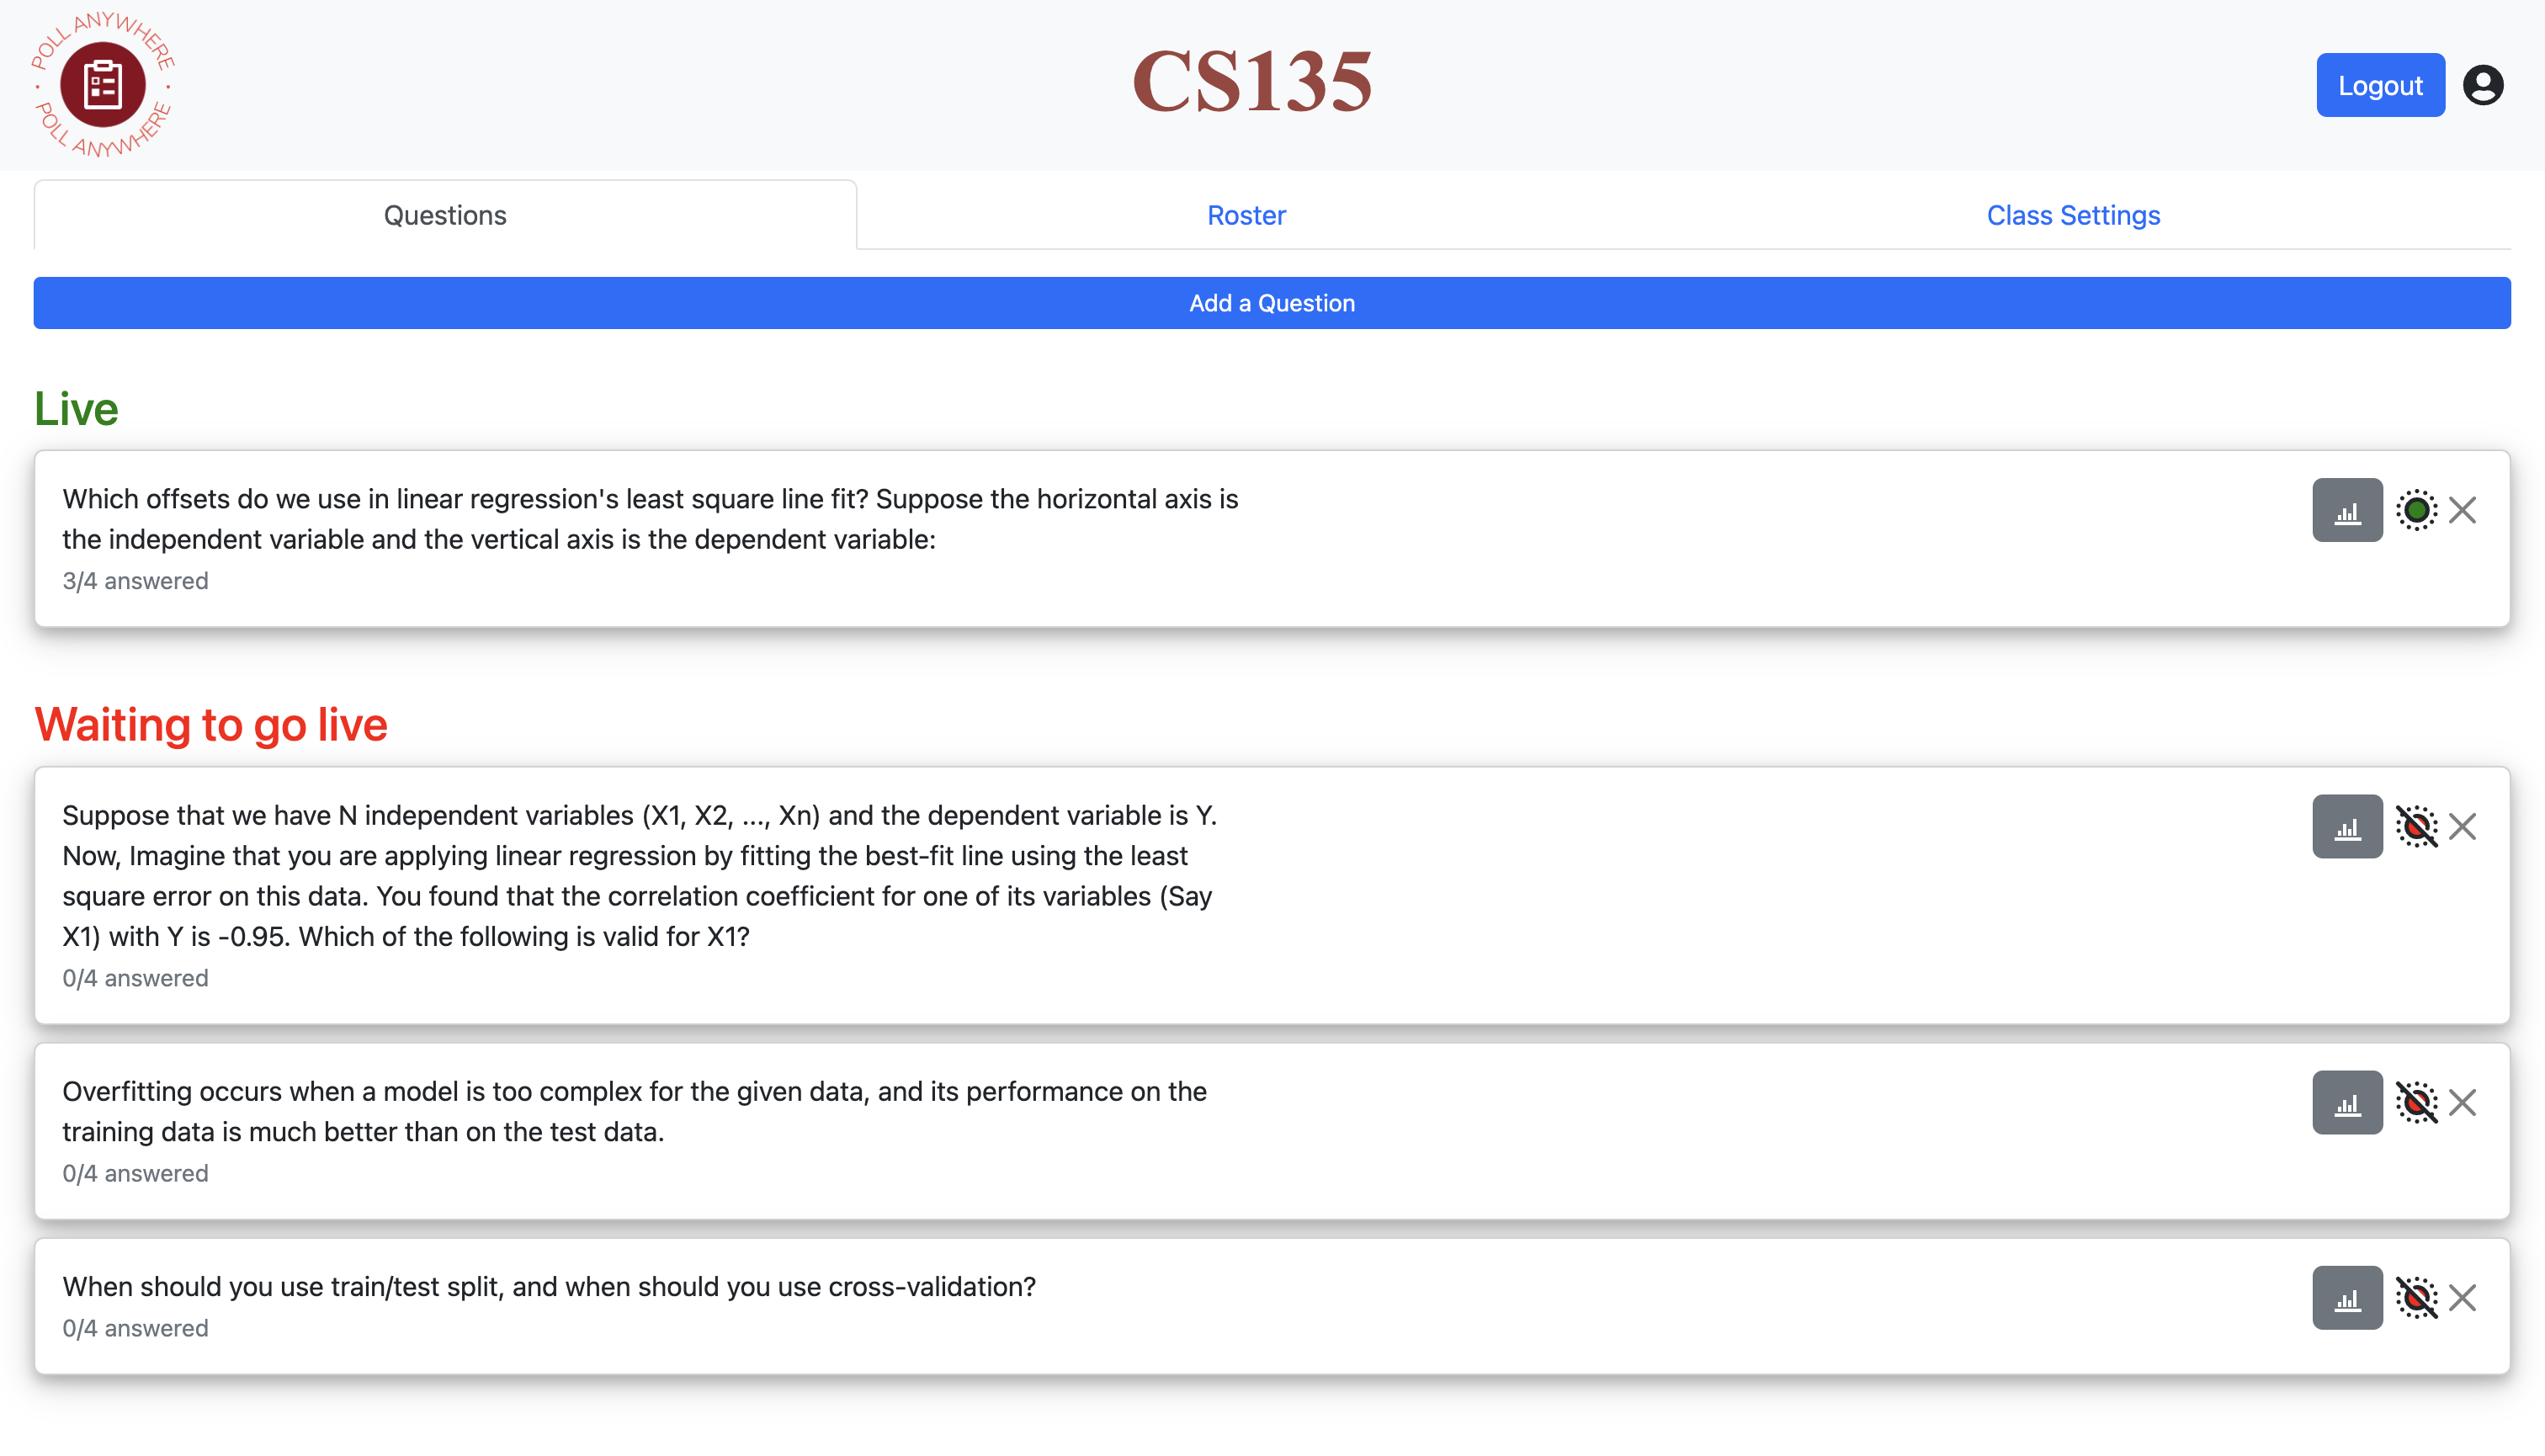 POLL ANYWHERE
POLL ANYWHERE
CS135
Logout
Questions
Roster
Class Settings
Add a Question
Live
Which offsets do we use in linear regression's least square line fit? Suppose the horizontal axis is
the independent variable and the vertical axis is the dependent variable:
3/4 answered
Waiting to go live
Suppose that we have N independent variables (X1, X2, ..., Xn) and the dependent variable is Y.
Now, Imagine that you are applying linear regression by fitting the best-fit line using the least
square error on this data. You found that the correlation coefficient for one of its variables (Say
X1) with Y is -0.95. Which of the following is valid for X1?
0/4 answered
Overfitting occurs when a model is too complex for the given data, and its performance on the
training data is much better than on the test data.
0/4 answered
When should you use train/test split, and when should you use cross-validation?
0/4 answered